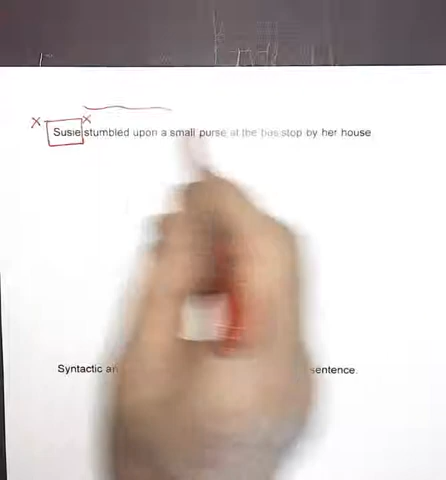 x x
Susie stumbled upon a small purse at the bus stop by her house
Syntactic an sentence.